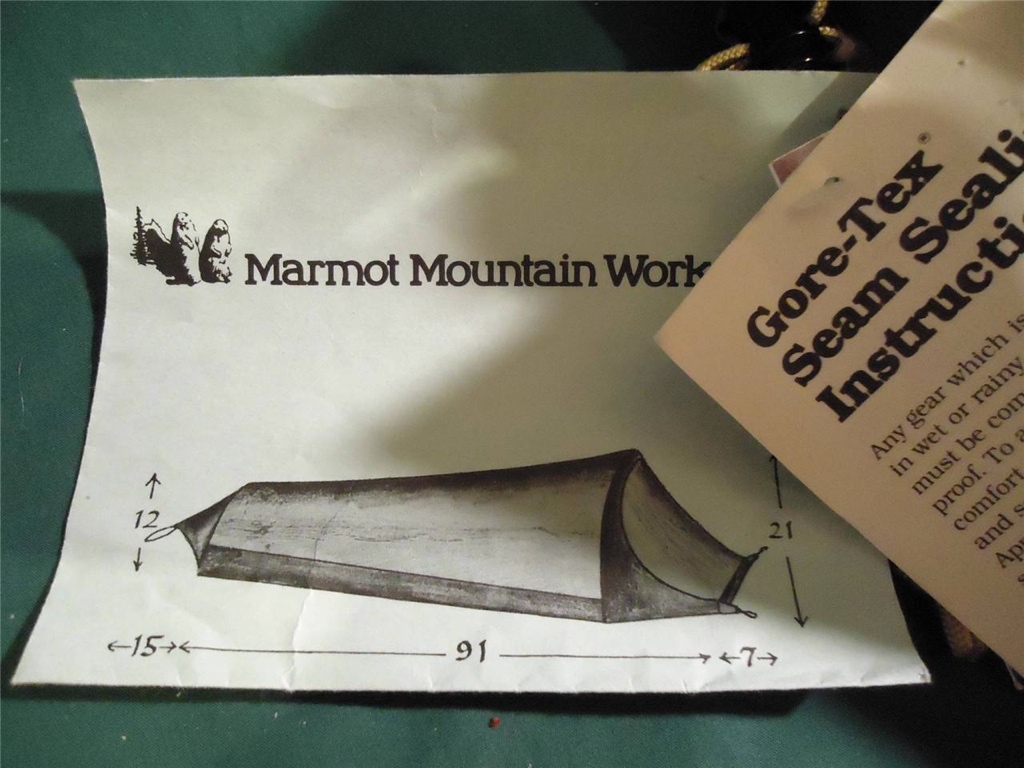 Marmot Mountain Work
12
21
15 91 7
Gore-Tex®
Seam Seali
Instructi
Any gear which is
in wet or rainy
must be com
proof. To a
comfort
and s
App